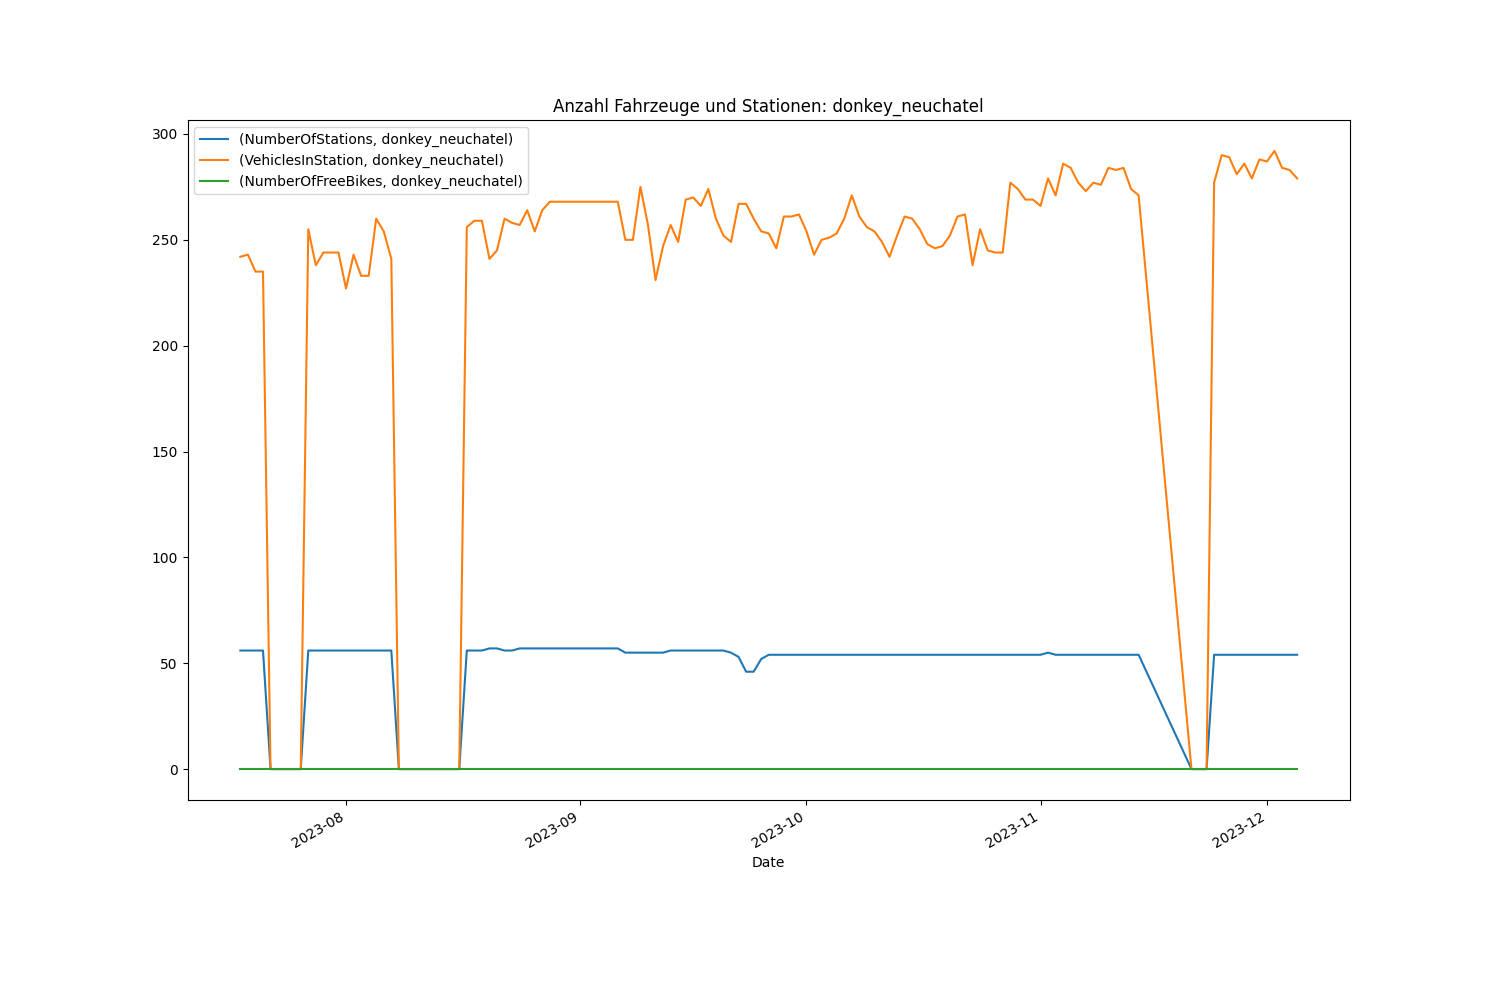 Anzahl Fahrzeuge und Stationen: donkey_neuchatel
(NumberOfStations, donkey_neuchatel)
(VehiclesInStation, donkey_neuchatel)
(NumberOfFreeBikes, donkey_neuchatel)
300
250
200
150
100
50
0
2023-08
2023-09
2023-10
2023-11
2023-12
Date